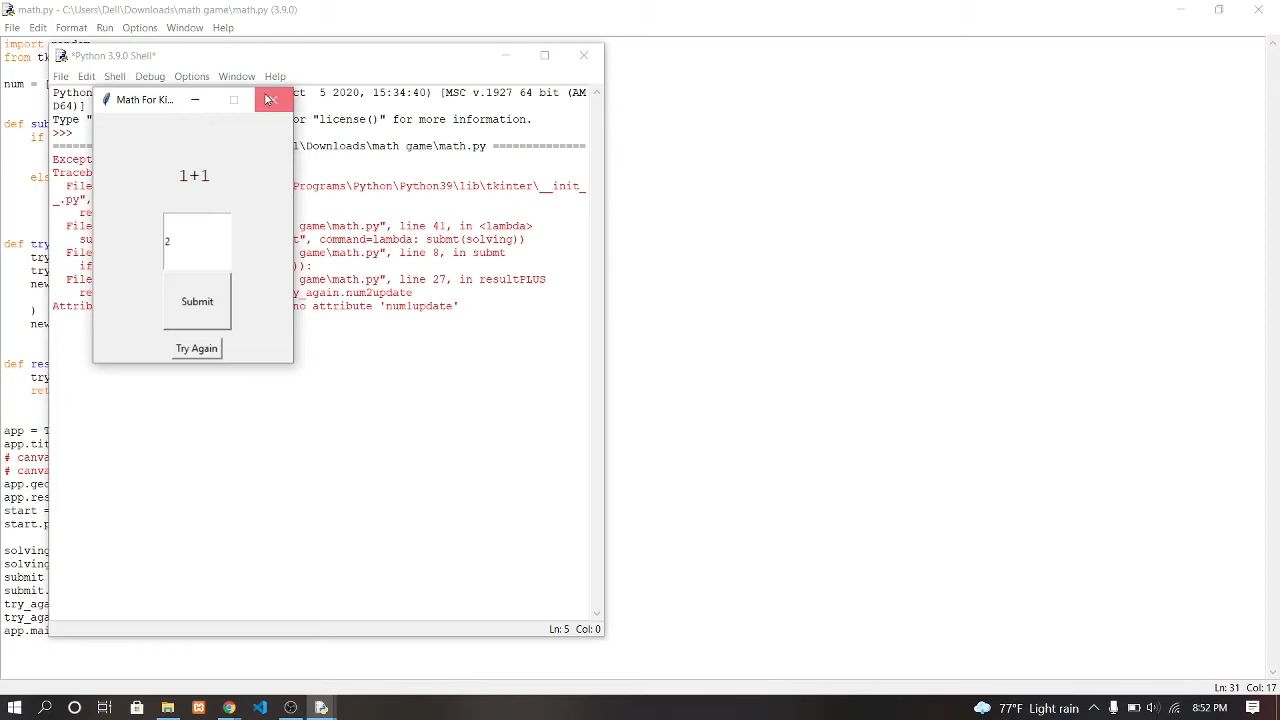 math.py - C:\Users\Dell\Downloads\math game\math.py (3.9.0)
File Edit Format Run Options Window Help
import
from
num = [
*Python 3.9.0 Shell*
File Edit Shell Debug Options Window Help
Python ct 5 2020, 15:34:40) [MSC v.1927 64 bit (AM
D64)]
Type " or "license()" for more information.
>>>
============== l\Downloads\math game\math.py ==============
Except
Traceb
File Programs\Python\Python39\lib\tkinter\__init_
_.py",
re
File game\math.py", line 41, in <lambda>
su t", command=lambda: submt(solving))
File game\math.py", line 8, in submt
if )):
File game\math.py", line 27, in resultPLUS
re y_again.num2update
Attrib no attribute 'num1update'
Ln: 5 Col: 0
Math For Ki...
1+1
2
Submit
Try Again
def sub
if
els
def try
try
new
)
new
def res
try
ret
app = T
app.tit
# canva
# canva
app.geo
app.res
start =
start.p
solving
solving
submit
submit.
try_aga
try_aga
app.mai
Ln: 31 Col: 17
77°F Light rain
8:52 PM